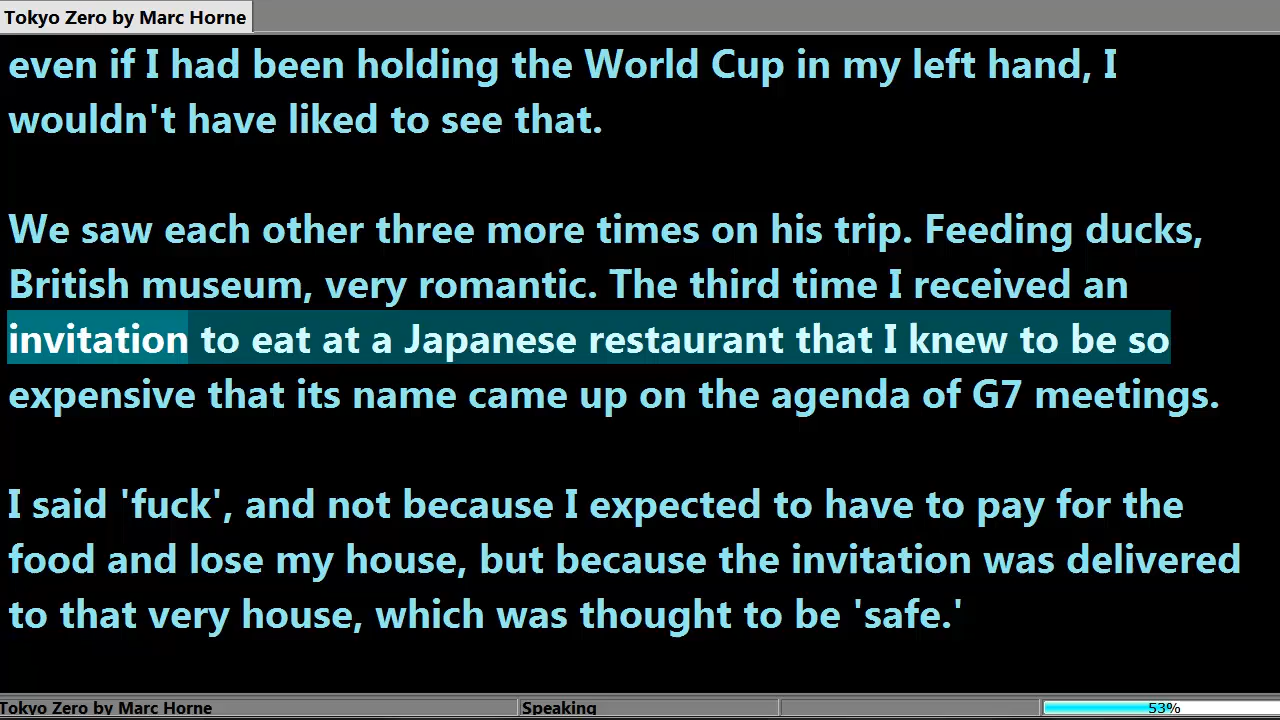 Tokyo Zero by Marc Horne
even if I had been holding the World Cup in my left hand, I
wouldn't have liked to see that.
We saw each other three more times on his trip. Feeding ducks,
British museum, very romantic. The third time I received an
invitation to eat at a Japanese restaurant that I knew to be so
expensive that its name came up on the agenda of G7 meetings.
I said 'fuck', and not because I expected to have to pay for the
food and lose my house, but because the invitation was delivered
to that very house, which was thought to be 'safe.'
Tokyo Zero by Marc Horne Speaking 53%